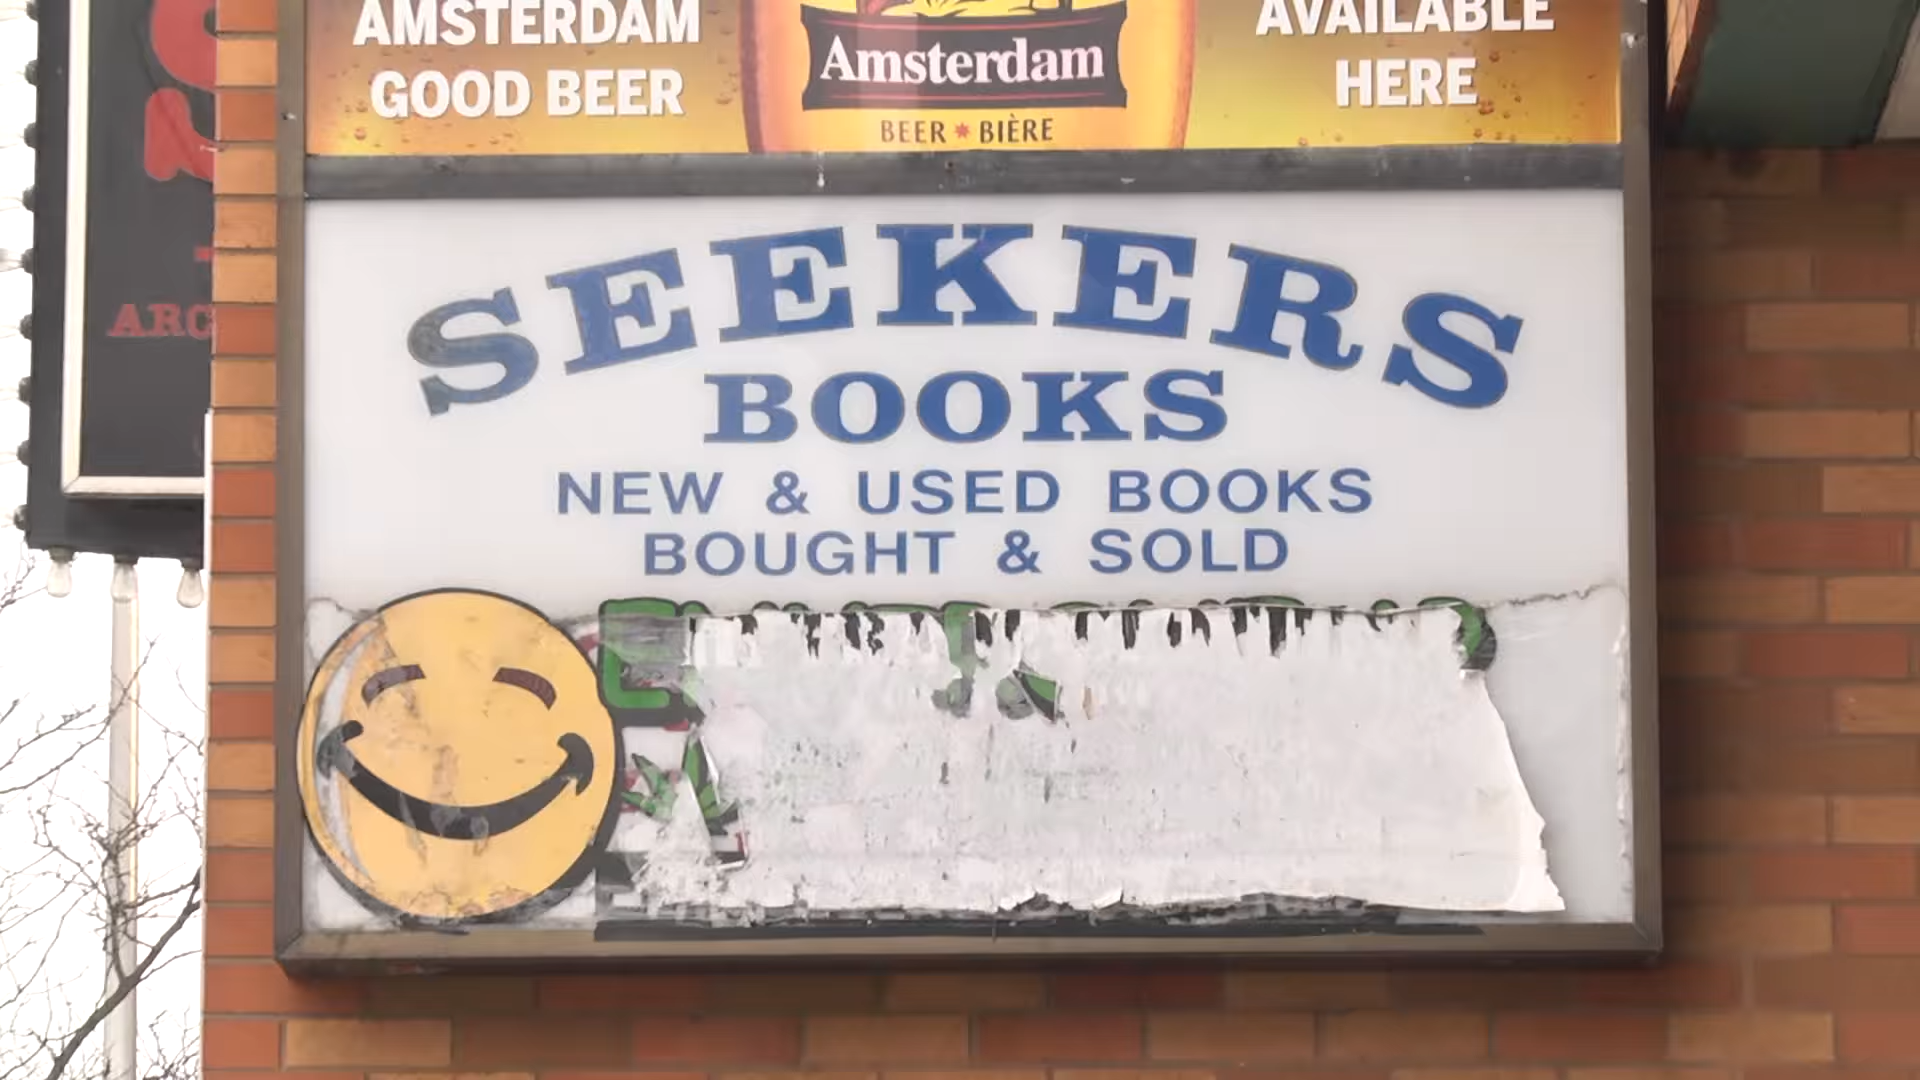 AMSTERDAM
GOOD BEER
Amsterdam
BEER BIÈRE
AVAILABLE
HERE
SEEKERS
BOOKS
NEW & USED BOOKS
BOUGHT & SOLD